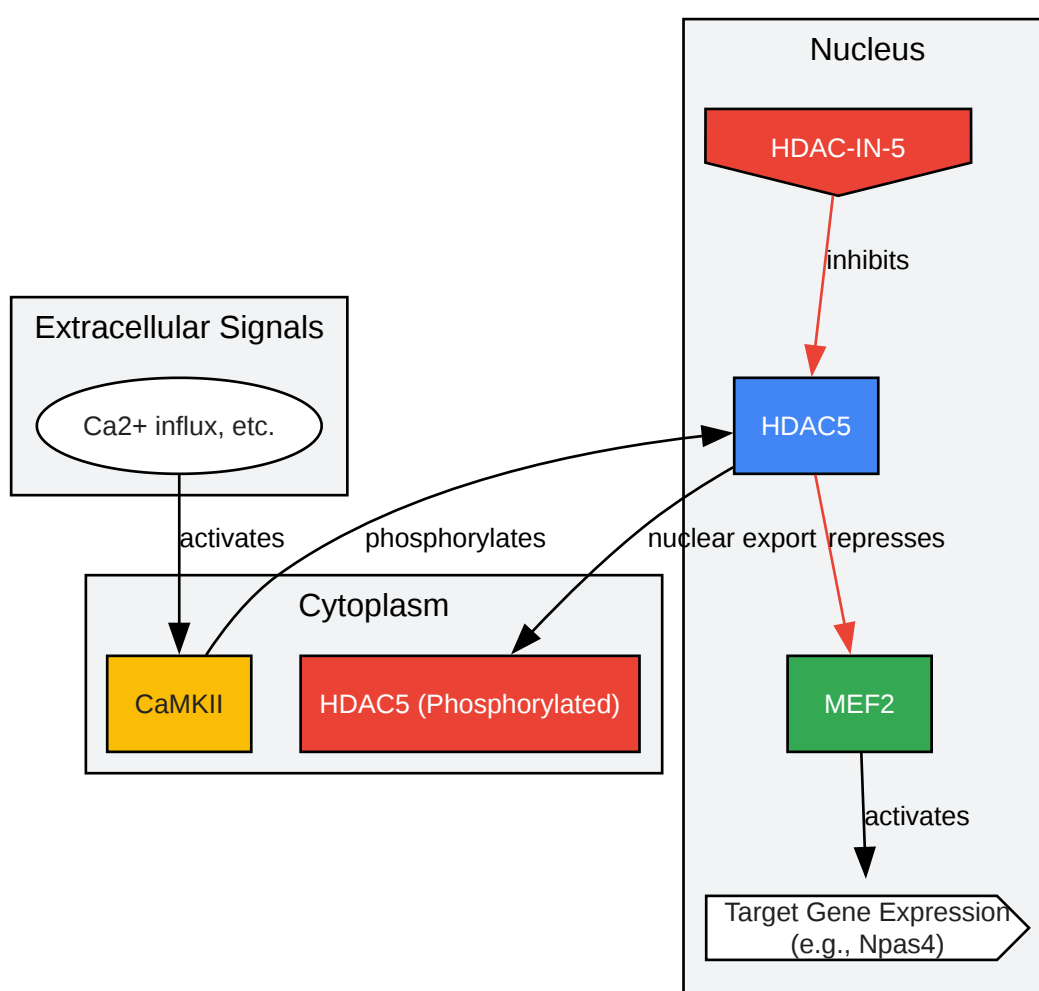 Nucleus
HDAC-IN-5
inhibits
Extracellular Signals
Ca2+ influx, etc.
HDAC5
activates
phosphorylates
nuclear export
represses
Cytoplasm
CaMKII
HDAC5 (Phosphorylated)
MEF2
activates
Target Gene Expression
(e.g., Npas4)